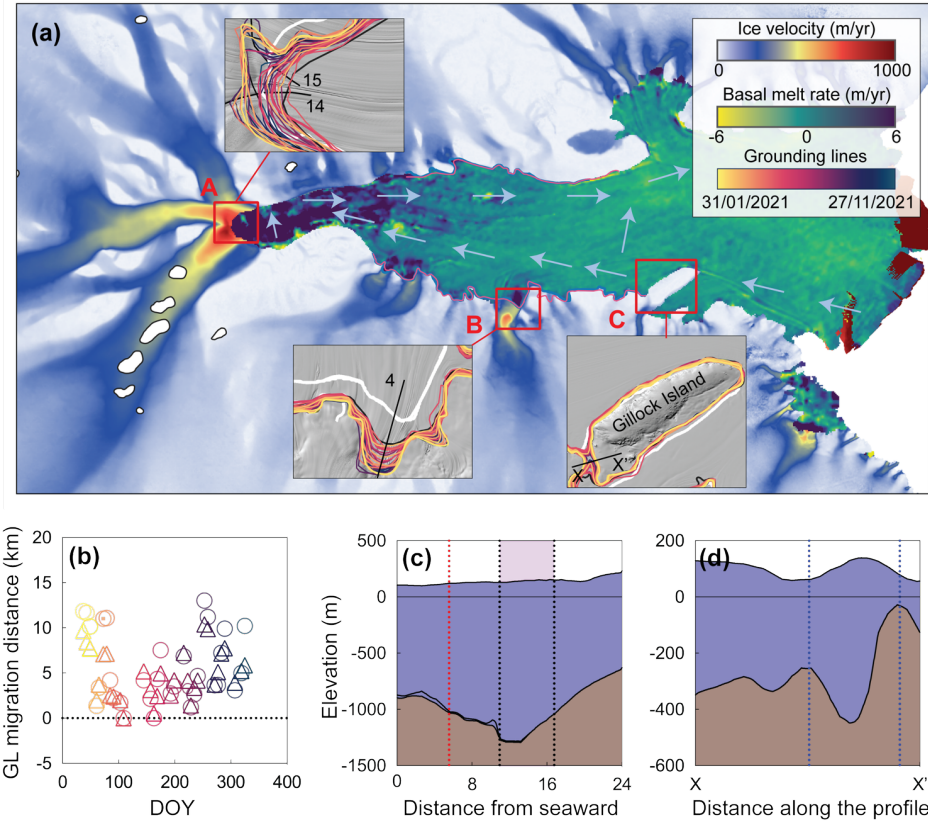 (a)
Ice velocity (m/yr)
0 1000
Basal melt rate (m/yr)
-6 0 6
Grounding lines
31/01/2021 27/11/2021
15
14
A
B
C
4
Gillock Island
X X'
(b)
GL migration distance (km)
20
15
10
5
0
-5
0 100 200 300 400
DOY
(c)
Elevation (m)
500
0
-500
-1000
-1500
0 8 16 24
Distance from seaward
(d)
200
0
-200
-400
-600
X X'
Distance along the profile